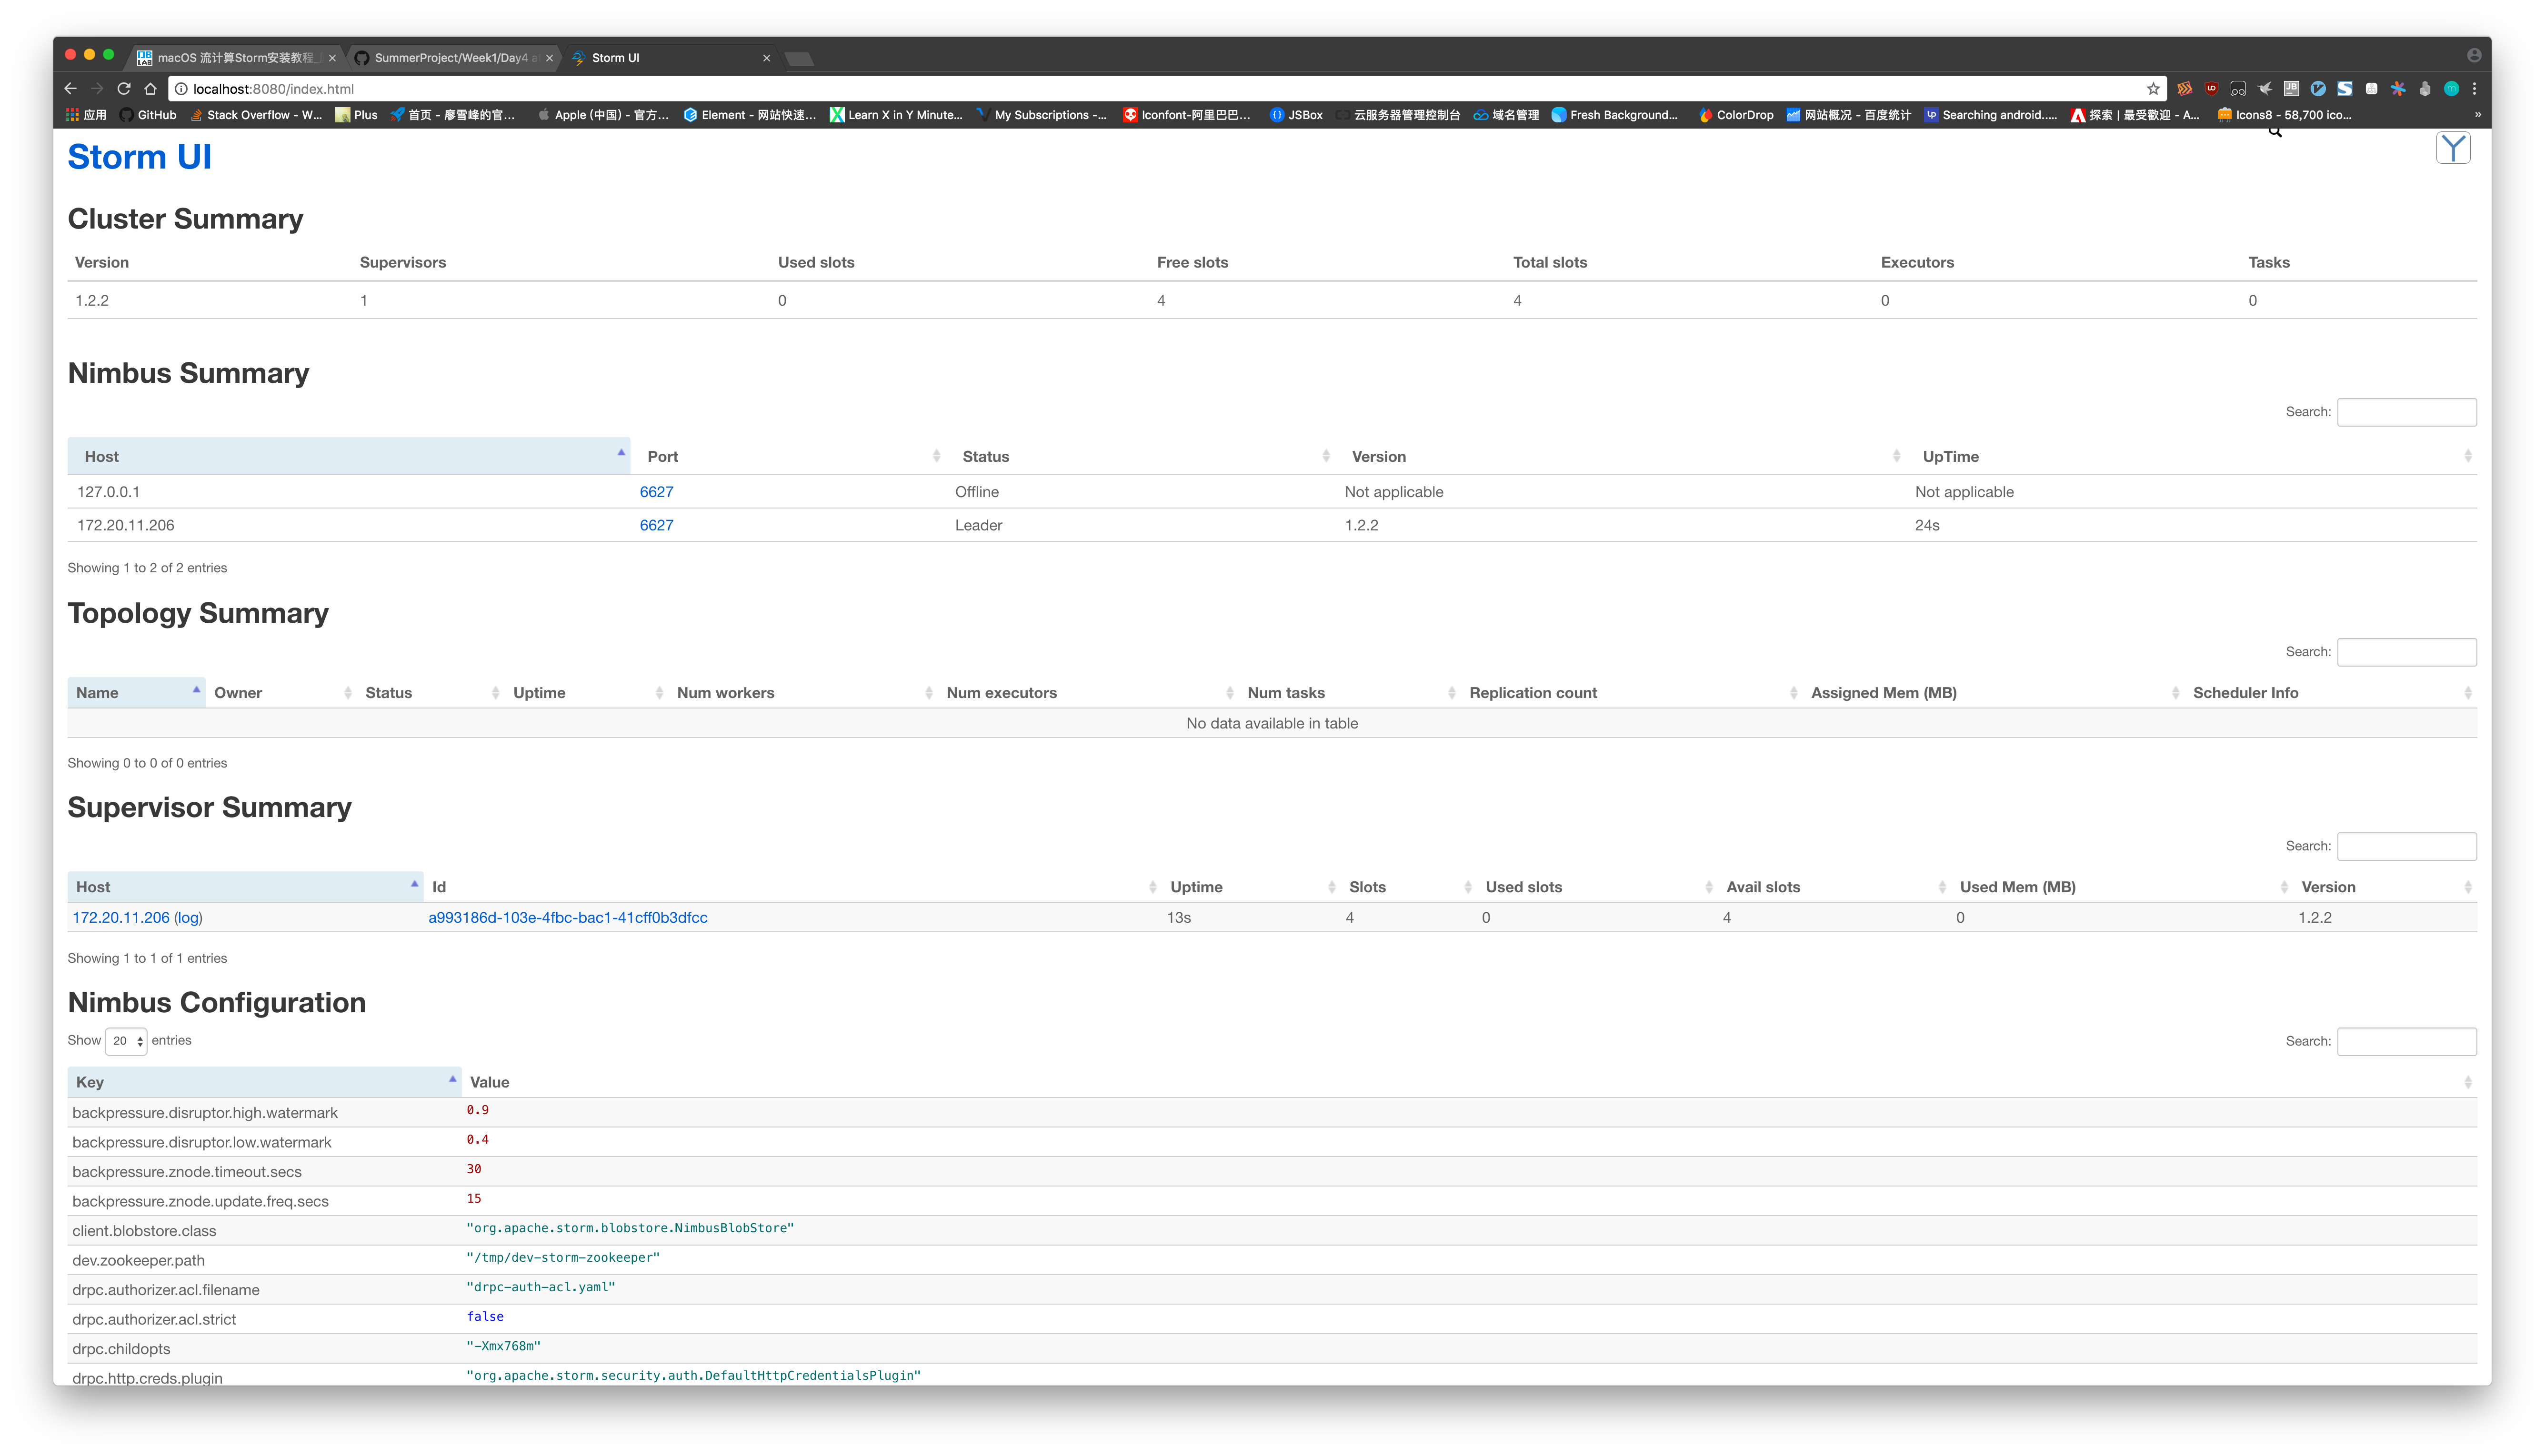 macOS 流计算Storm安装教程_
SummerProject/Week1/Day4 a
Storm UI
localhost:8080/index.html
应用
GitHub
Stack Overflow - W...
Plus
首页 - 廖雪峰的官...
Apple (中国) - 官方...
Element - 网站快速...
Learn X in Y Minute...
My Subscriptions -...
Iconfont-阿里巴巴...
JSBox
云服务器管理控制台
域名管理
Fresh Background...
ColorDrop
网站概况 - 百度统计
Searching android.....
探索 | 最受歡迎 - A...
Icons8 - 58,700 ico...
»
Storm UI
Cluster Summary
Version Supervisors Used slots Free slots Total slots Executors Tasks
1.2.2 1 0 4 4 0 0
Nimbus Summary
Search:
Host Port Status Version UpTime
127.0.0.1 6627 Offline Not applicable Not applicable
172.20.11.206 6627 Leader 1.2.2 24s
Showing 1 to 2 of 2 entries
Topology Summary
Search:
Name Owner Status Uptime Num workers Num executors Num tasks Replication count Assigned Mem (MB) Scheduler Info
No data available in table
Showing 0 to 0 of 0 entries
Supervisor Summary
Search:
Host Id Uptime Slots Used slots Avail slots Used Mem (MB) Version
172.20.11.206 (log) a993186d-103e-4fbc-bac1-41cff0b3dfcc 13s 4 0 4 0 1.2.2
Showing 1 to 1 of 1 entries
Nimbus Configuration
Show 20 entries
Search:
Key Value
backpressure.disruptor.high.watermark 0.9
backpressure.disruptor.low.watermark 0.4
backpressure.znode.timeout.secs 30
backpressure.znode.update.freq.secs 15
client.blobstore.class "org.apache.storm.blobstore.NimbusBlobStore"
dev.zookeeper.path "/tmp/dev-storm-zookeeper"
drpc.authorizer.acl.filename "drpc-auth-acl.yaml"
drpc.authorizer.acl.strict false
drpc.childopts "-Xmx768m"
drpc.http.creds.plugin "org.apache.storm.security.auth.DefaultHttpCredentialsPlugin"